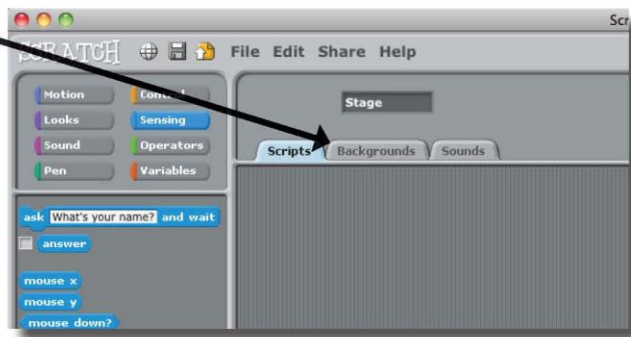 Scr
SCRATCH File Edit Share Help
Motion Control
Looks Sensing
Sound Operators
Pen Variables
Stage
Scripts Backgrounds Sounds
ask What's your name? and wait
answer
mouse x
mouse y
mouse down?